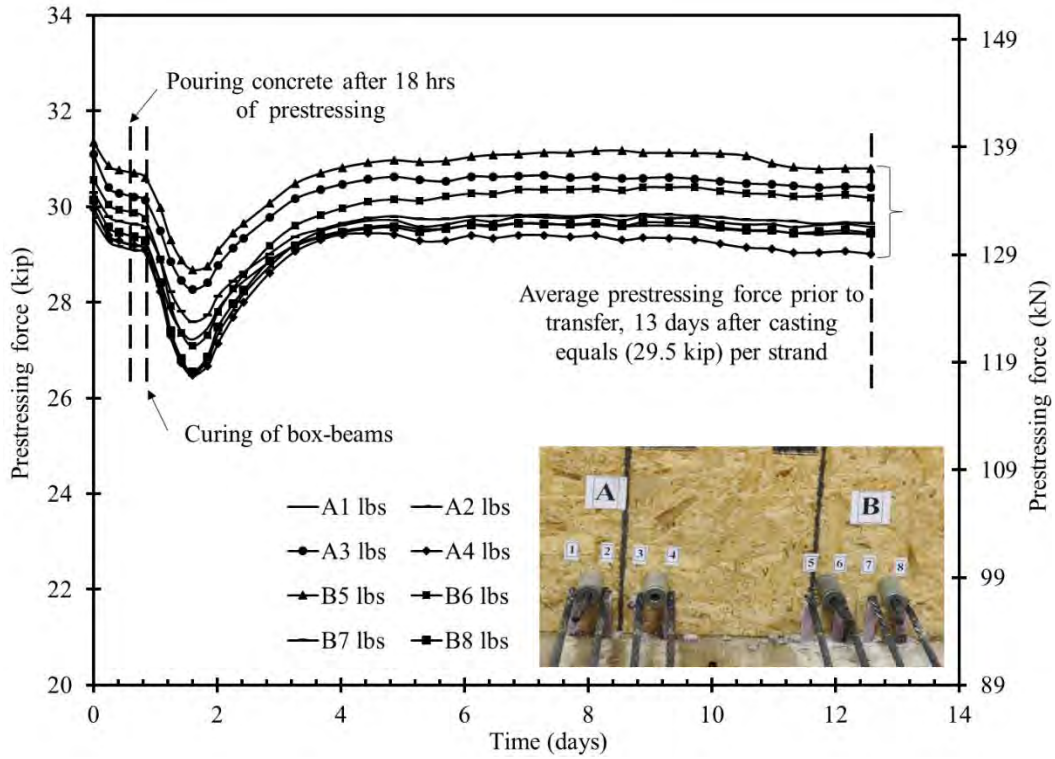 34
32
30
28
26
24
22
20
Prestressing force (kip)
0
2
4
6
8
10
12
14
Time (days)
149
139
129
119
109
99
89
Prestressing force (kN)
Pouring concrete after 18 hrs
of prestressing
Curing of box-beams
Average prestressing force prior to
transfer, 13 days after casting
equals (29.5 kip) per strand
A1 lbs
A2 lbs
A3 lbs
A4 lbs
B5 lbs
B6 lbs
B7 lbs
B8 lbs
A
B
1
2
3
4
5
6
7
8